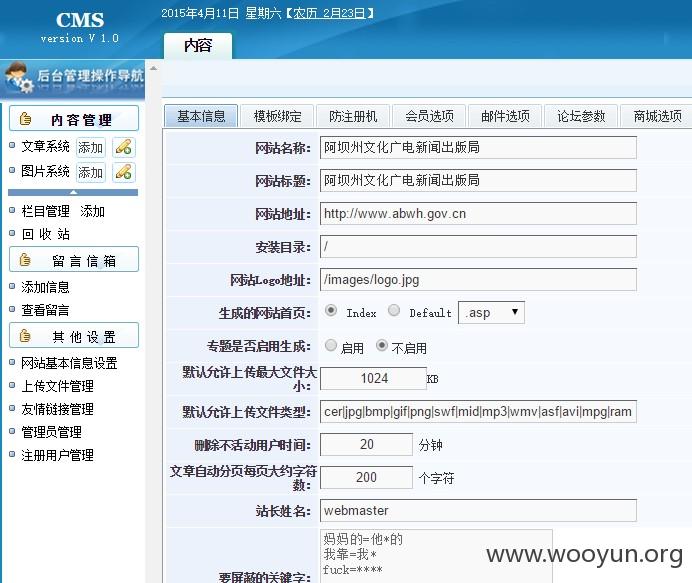 CMS
version V 1.0
2015年4月11日 星期六【农历 2月23日】
内容
后台管理操作导航
基本信息 模板绑定 防注册机 会员选项 邮件选项 论坛参数 商城选项
内容管理
文章系统 添加
图片系统 添加
栏目管理 添加
回 收 站
留言信箱
添加信息
查看留言
其他设置
网站基本信息设置
上传文件管理
友情链接管理
管理员管理
注册用户管理
网站名称: 阿坝州文化广电新闻出版局
网站标题: 阿坝州文化广电新闻出版局
网站地址: http://www.abwh.gov.cn
安装目录: /
网站Logo地址: /images/logo.jpg
生成的网站首页: Index Default .asp
专题是否启用生成: 启用 不启用
默认允许上传最大文件大
小: 1024 KB
默认允许上传文件类型: cer|jpg|bmp|gif|png|swf|mid|mp3|wmv|asf|avi|mpg|ram
删除不活动用户时间: 20 分钟
文章自动分页每页大约字符
数: 200 个字符
站长姓名: webmaster
要屏蔽的关键字:
妈妈的=他*的
我靠=我*
fuck=****
www.wooyun.org